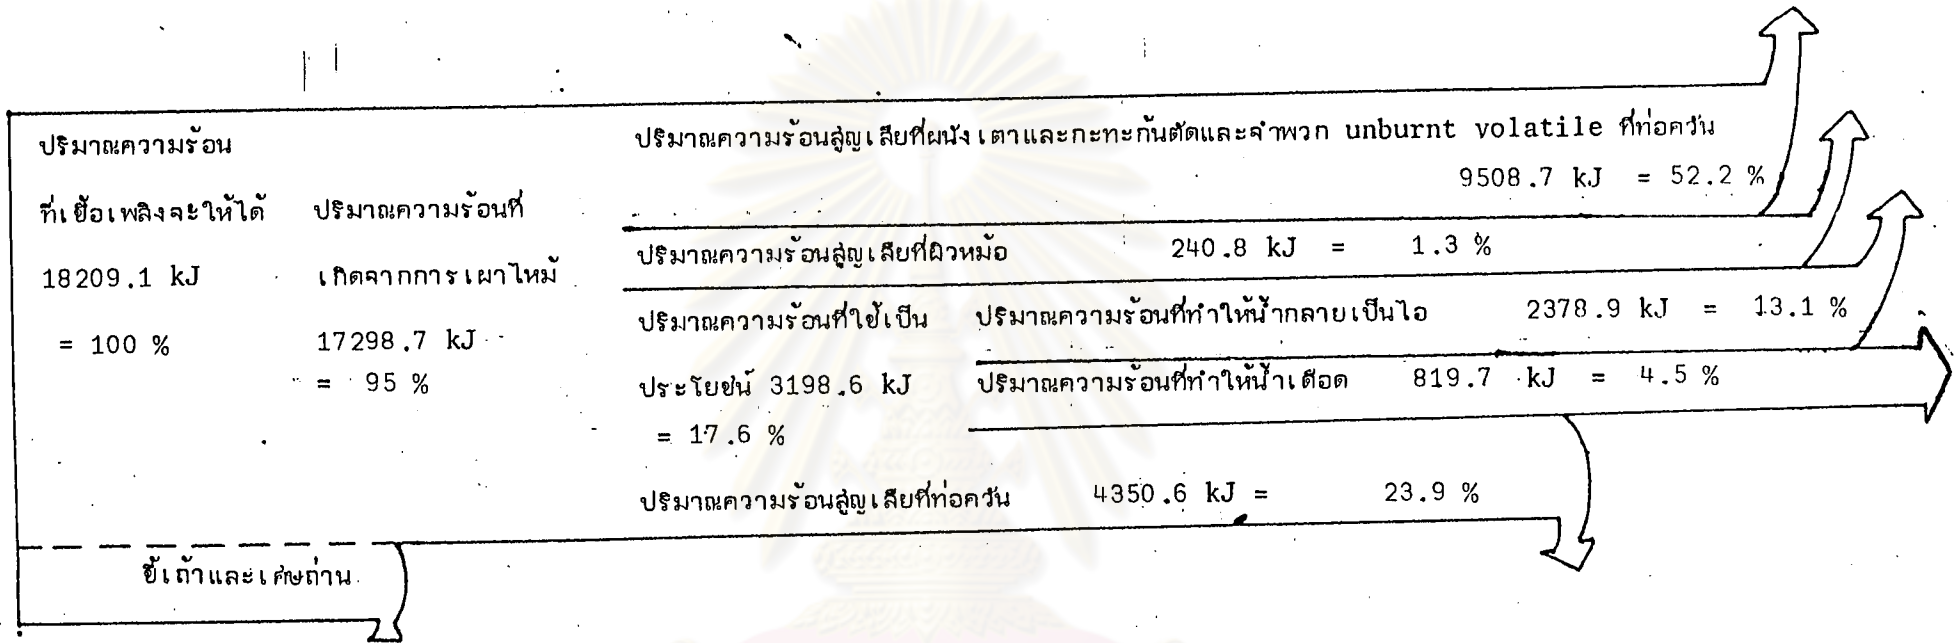 ปริมาณความร้อน
ที่เชื้อเพลิงจะให้ได้
18209.1 kJ
= 100 %
ปริมาณความร้อนที่
เกิดจากการเผาไหม้
17298.7 kJ
= 95 %
ปริมาณความร้อนสูญเสียที่ผนังเตาและกะทะก้นตัดและจำพวก unburnt volatile ที่ท่อควัน
9508.7 kJ = 52.2 %
ปริมาณความร้อนสูญเสียที่ผิวหม้อ 240.8 kJ = 1.3 %
ปริมาณความร้อนที่ใช้เป็น
ประโยชน์ 3198.6 kJ
= 17.6 %
ปริมาณความร้อนที่ทำให้น้ำกลายเป็นไอ 2378.9 kJ = 13.1 %
ปริมาณความร้อนที่ทำให้น้ำเดือด 819.7 kJ = 4.5 %
ปริมาณความร้อนสูญเสียที่ท่อควัน 4350.6 kJ = 23.9 %
ขี้เถ้าและเศษถ่าน